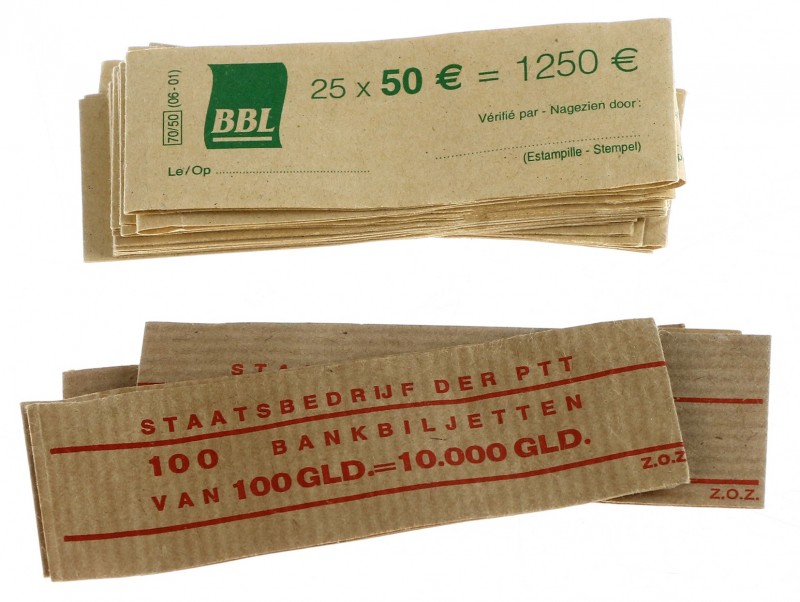 70/50 (06-01)
BBL
25 x 50 € = 1250 €
Vérifié par - Nagezien door:
Le/Op
(Estampille - Stempel)
STAATSBEDRIJF DER PTT
100 BANKBILJETTEN
VAN 100 GLD.=10.000 GLD.
Z.O.Z.
STA
Z.O.Z.